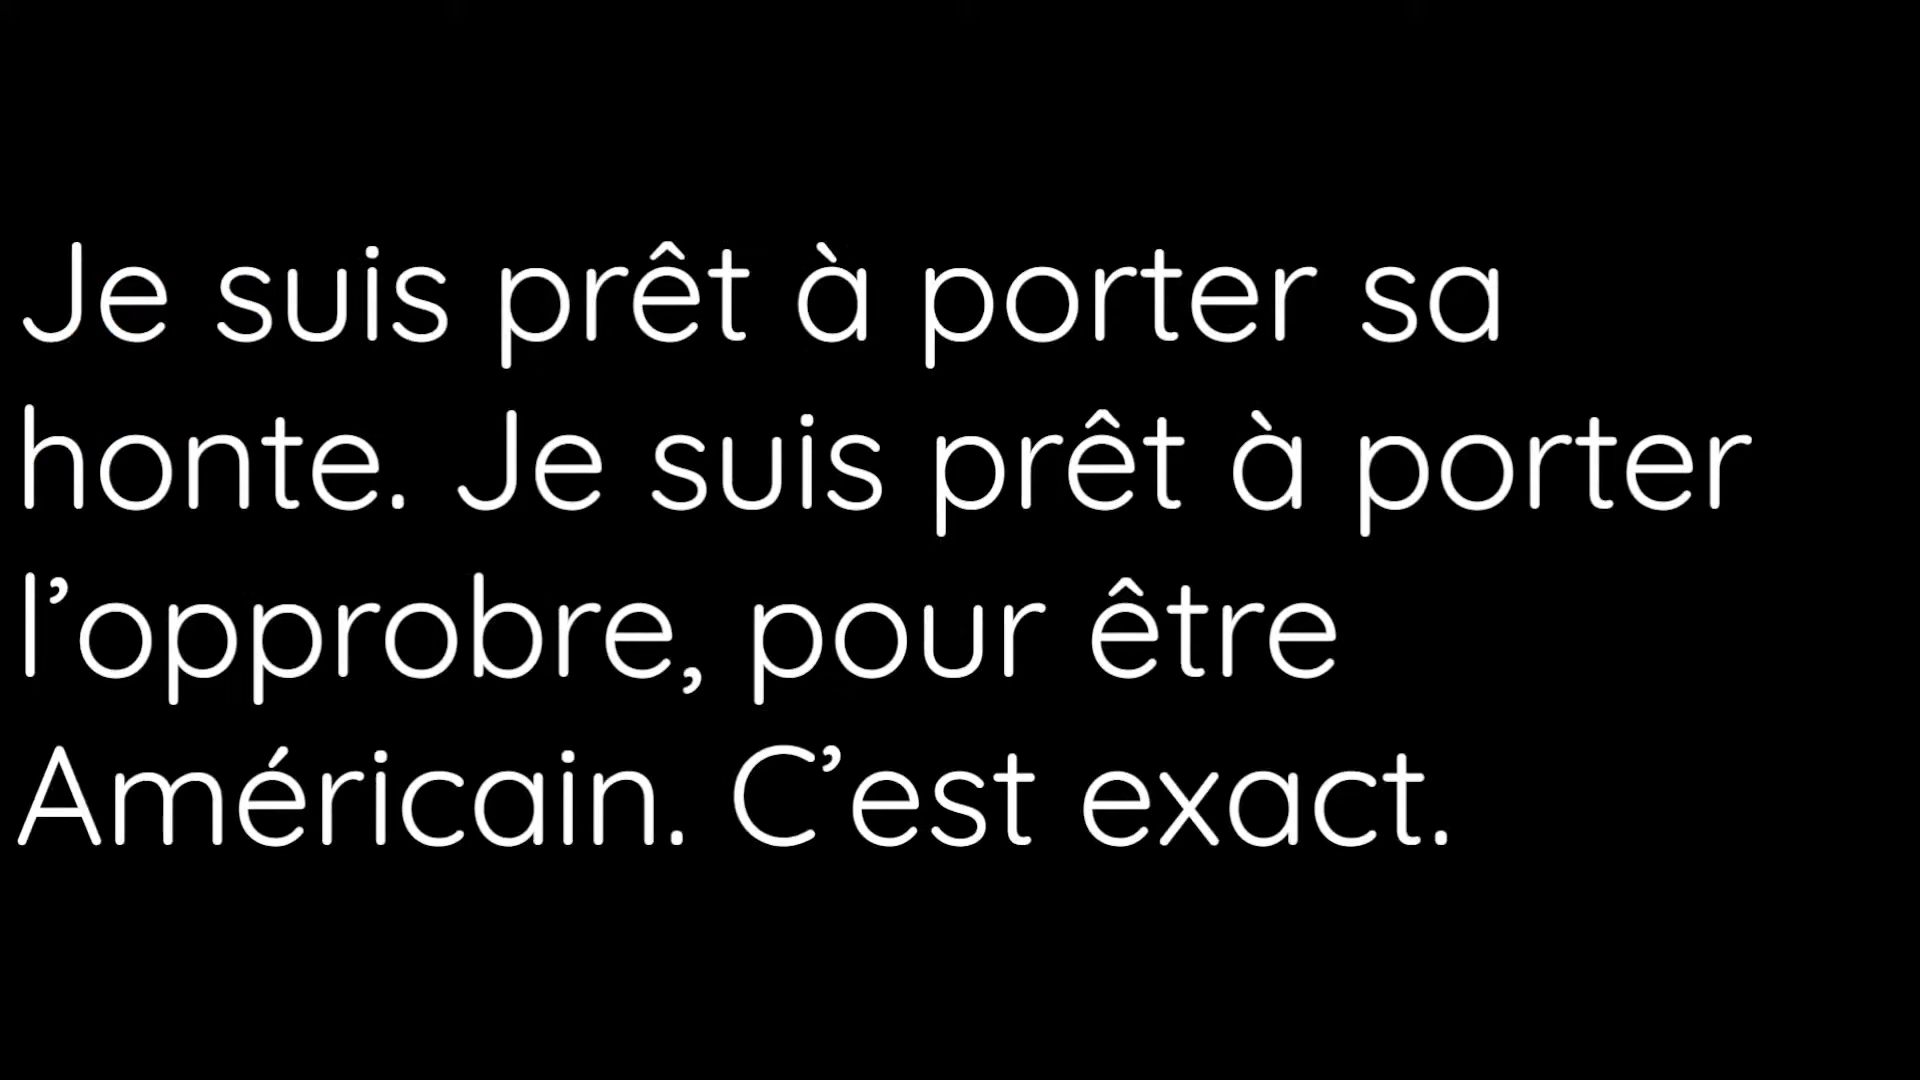 Je suis prêt à porter sa
honte. Je suis prêt à porter
l’opprobre, pour être
Américain. C’est exact.